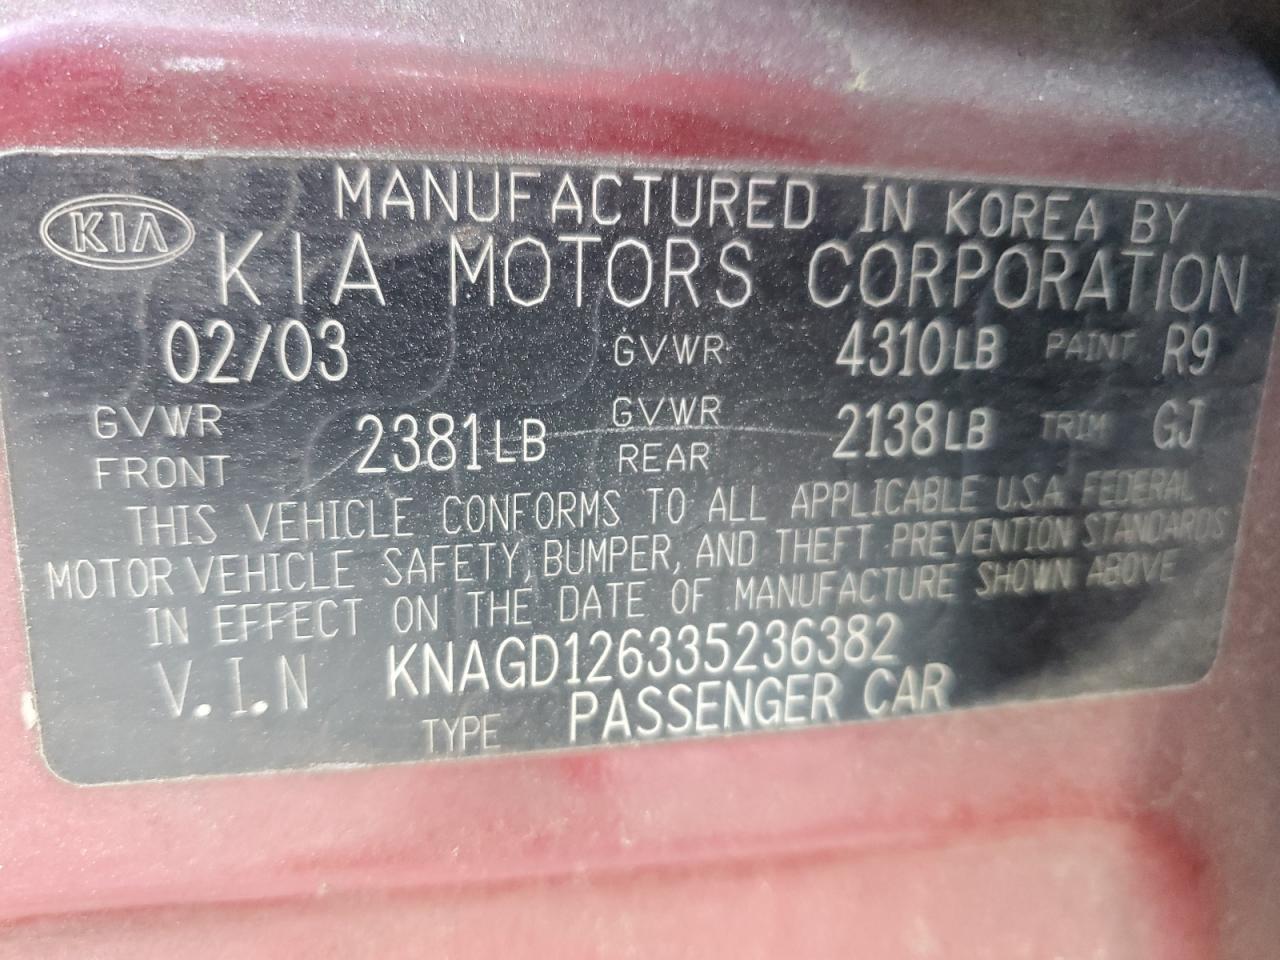 MANUFACTURED IN KOREA BY
KIA KIA MOTORS CORPORATION
02/03 GVWR 4310LB PAINT R9
GVWR FRONT 2381LB GVWR REAR 2138LB TRIM GJ
THIS VEHICLE CONFORMS TO ALL APPLICABLE U.S.A. FEDERAL
MOTOR VEHICLE SAFETY, BUMPER, AND THEFT PREVENTION STANDARDS
IN EFFECT ON THE DATE OF MANUFACTURE SHOWN ABOVE
V.I.N KNAGD126335236382
TYPE PASSENGER CAR